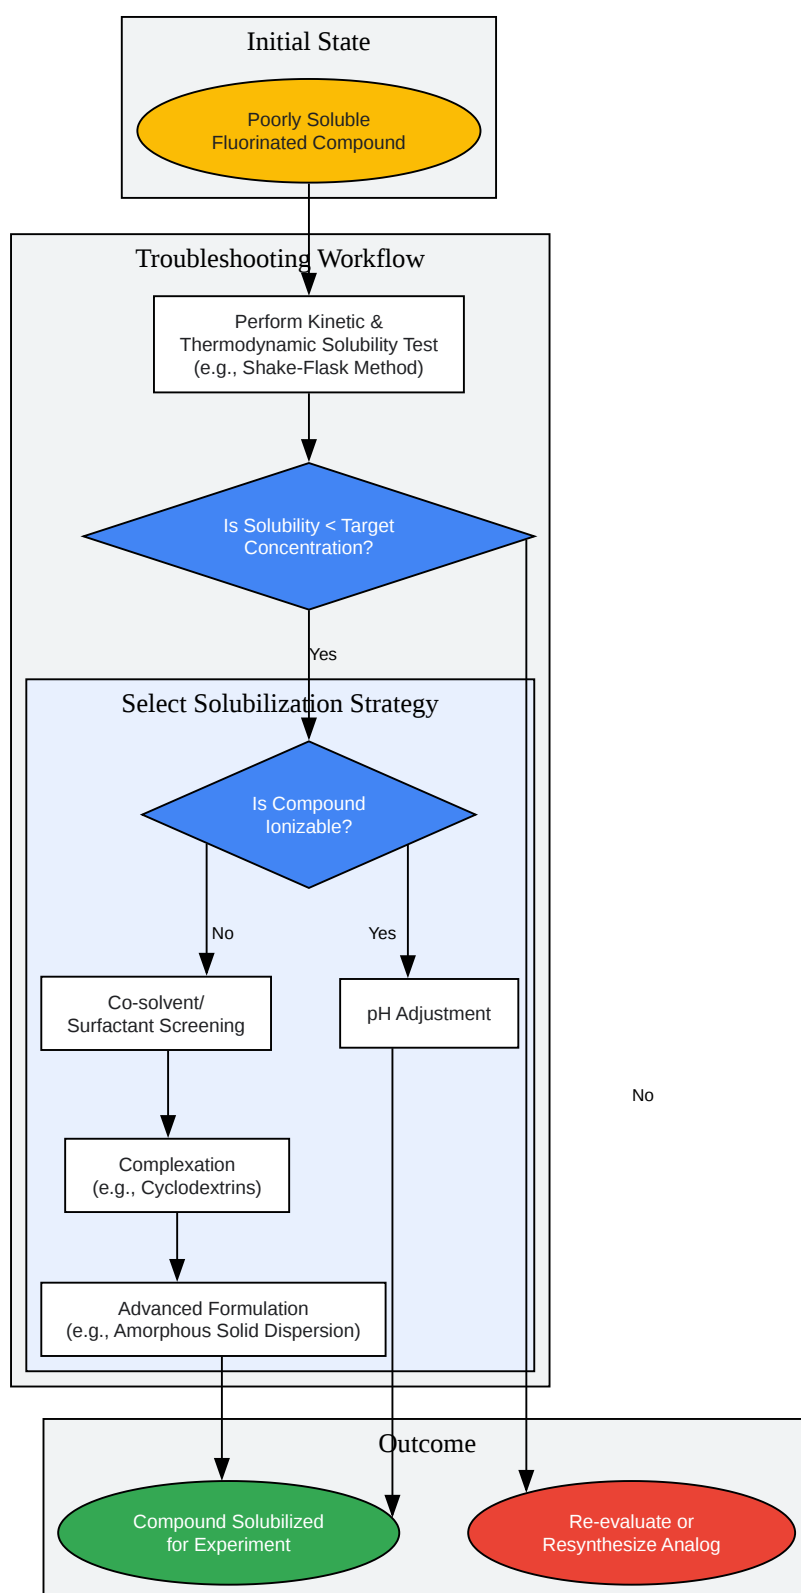 Initial State
Poorly Soluble
Fluorinated Compound
Troubleshooting Workflow
Perform Kinetic &
Thermodynamic Solubility Test
(e.g., Shake-Flask Method)
Is Solubility < Target
Concentration?
Yes
Select Solubilization Strategy
Is Compound
Ionizable?
No
Yes
Co-solvent/
Surfactant Screening
pH Adjustment
No
Complexation
(e.g., Cyclodextrins)
Advanced Formulation
(e.g., Amorphous Solid Dispersion)
Outcome
Compound Solubilized
for Experiment
Re-evaluate or
Resynthesize Analog